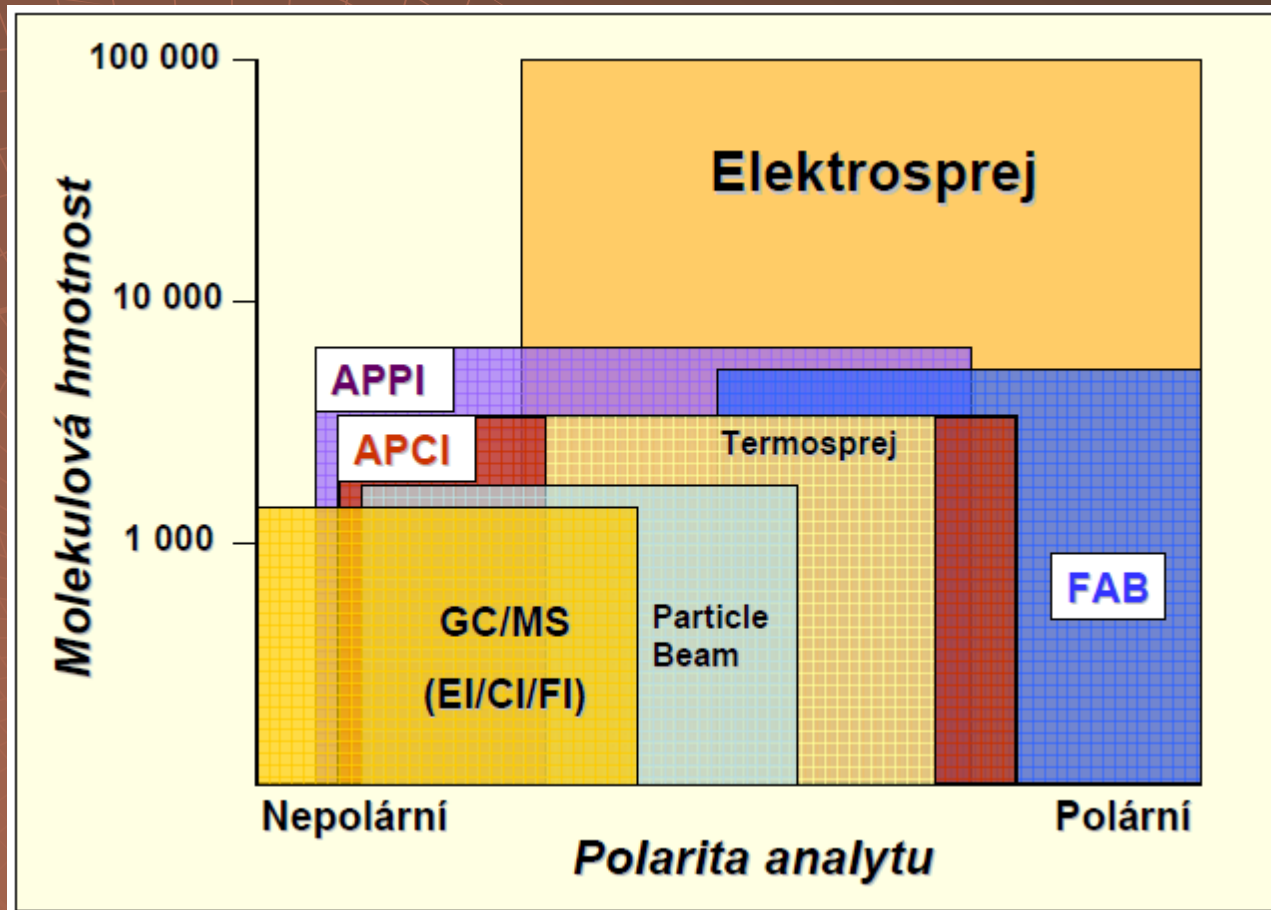 100 000
10 000
1 000
Molekulová hmotnost
Elektrosprej
APPI
APCI
Termosprej
FAB
GC/MS
(EI/CI/FI)
Particle
Beam
Nepolární
Polární
Polarita analytu